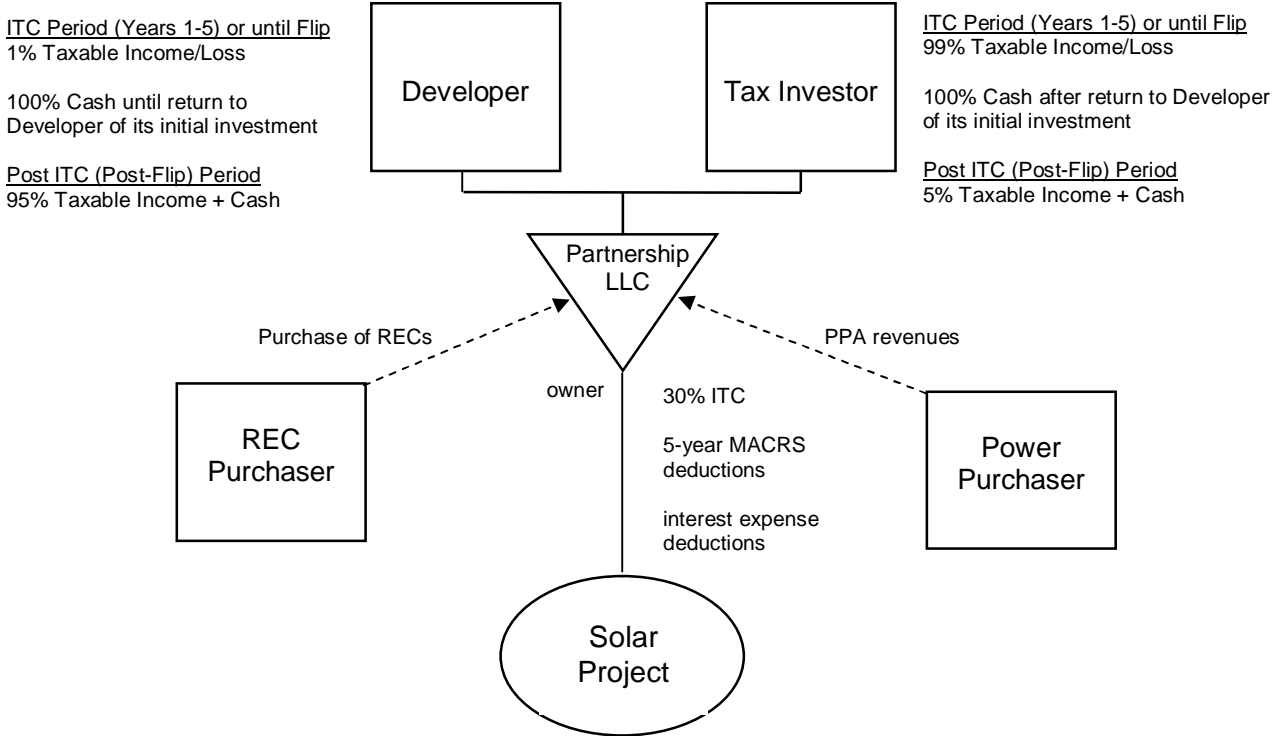 ITC Period (Years 1-5) or until Flip
1% Taxable Income/Loss
100% Cash until return to
Developer of its initial investment
Post ITC (Post-Flip) Period
95% Taxable Income + Cash
Developer
Tax Investor
ITC Period (Years 1-5) or until Flip
99% Taxable Income/Loss
100% Cash after return to Developer
of its initial investment
Post ITC (Post-Flip) Period
5% Taxable Income + Cash
Partnership
LLC
Purchase of RECs
PPA revenues
REC
Purchaser
owner
30% ITC
5-year MACRS
deductions
interest expense
deductions
Power
Purchaser
Solar
Project